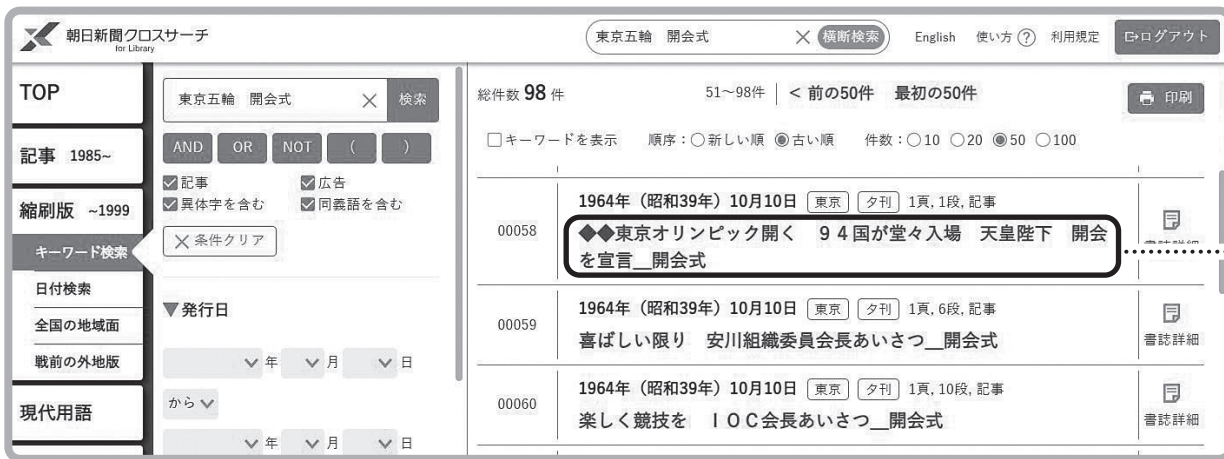 朝日新聞クロスサーチ
for Library
東京五輪　開会式
横断検索
English
使い方
利用規定
ログアウト
TOP
記事 1985~
縮刷版 ~1999
キーワード検索
日付検索
全国の地域面
戦前の外地版
現代用語
東京五輪　開会式
検索
AND OR NOT ( )
記事 広告
異体字を含む 同義語を含む
条件クリア
▼発行日
年 月 日
から
年 月 日
総件数 98 件
51~98件 | < 前の50件 最初の50件
印刷
キーワードを表示 順序:○新しい順 ◉古い順 件数:○10 ○20 ◉50 ○100
00058
1964年（昭和39年）10月10日 東京 夕刊 1頁, 1段, 記事
◆◆東京オリンピック開く　９４国が堂々入場　天皇陛下　開会
を宣言__開会式
00059
1964年（昭和39年）10月10日 東京 夕刊 1頁, 6段, 記事
喜ばしい限り　安川組織委員会長あいさつ__開会式
書誌詳細
00060
1964年（昭和39年）10月10日 東京 夕刊 1頁, 10段, 記事
楽しく競技を　ＩＯＣ会長あいさつ__開会式
書誌詳細